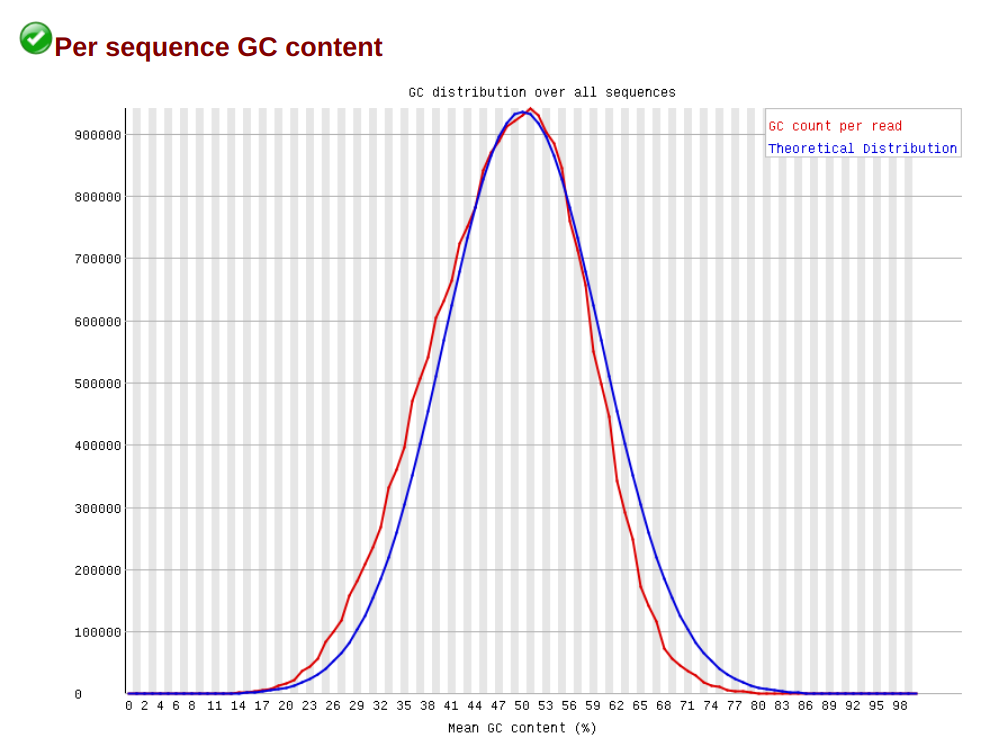 Per sequence GC content
GC distribution over all sequences
GC count per read
Theoretical Distribution
900000
800000
700000
600000
500000
400000
300000
200000
100000
0
0 2 4 6 8 11 14 17 20 23 26 29 32 35 38 41 44 47 50 53 56 59 62 65 68 71 74 77 80 83 86 89 92 95 98
Mean GC content (%)